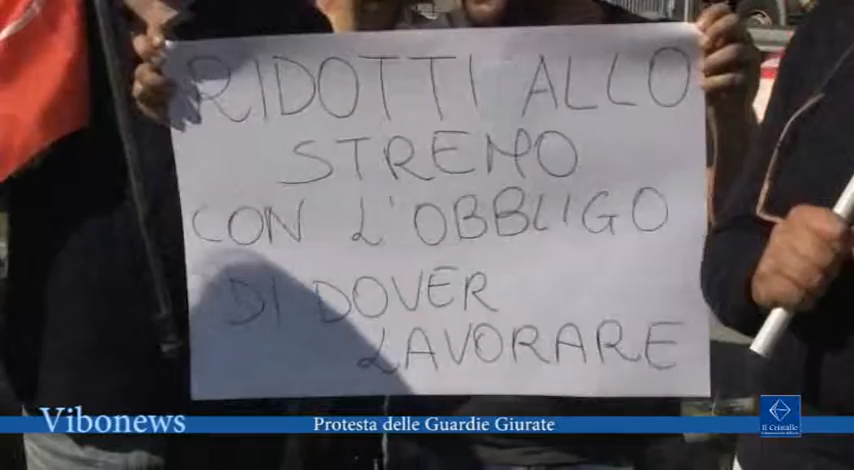 RIDOTTI ALLO
STREMO
CON L'OBBLIGO
DI DOVER
LAVORARE
Vibonews
Protesta delle Guardie Giurate
Il Cristallo